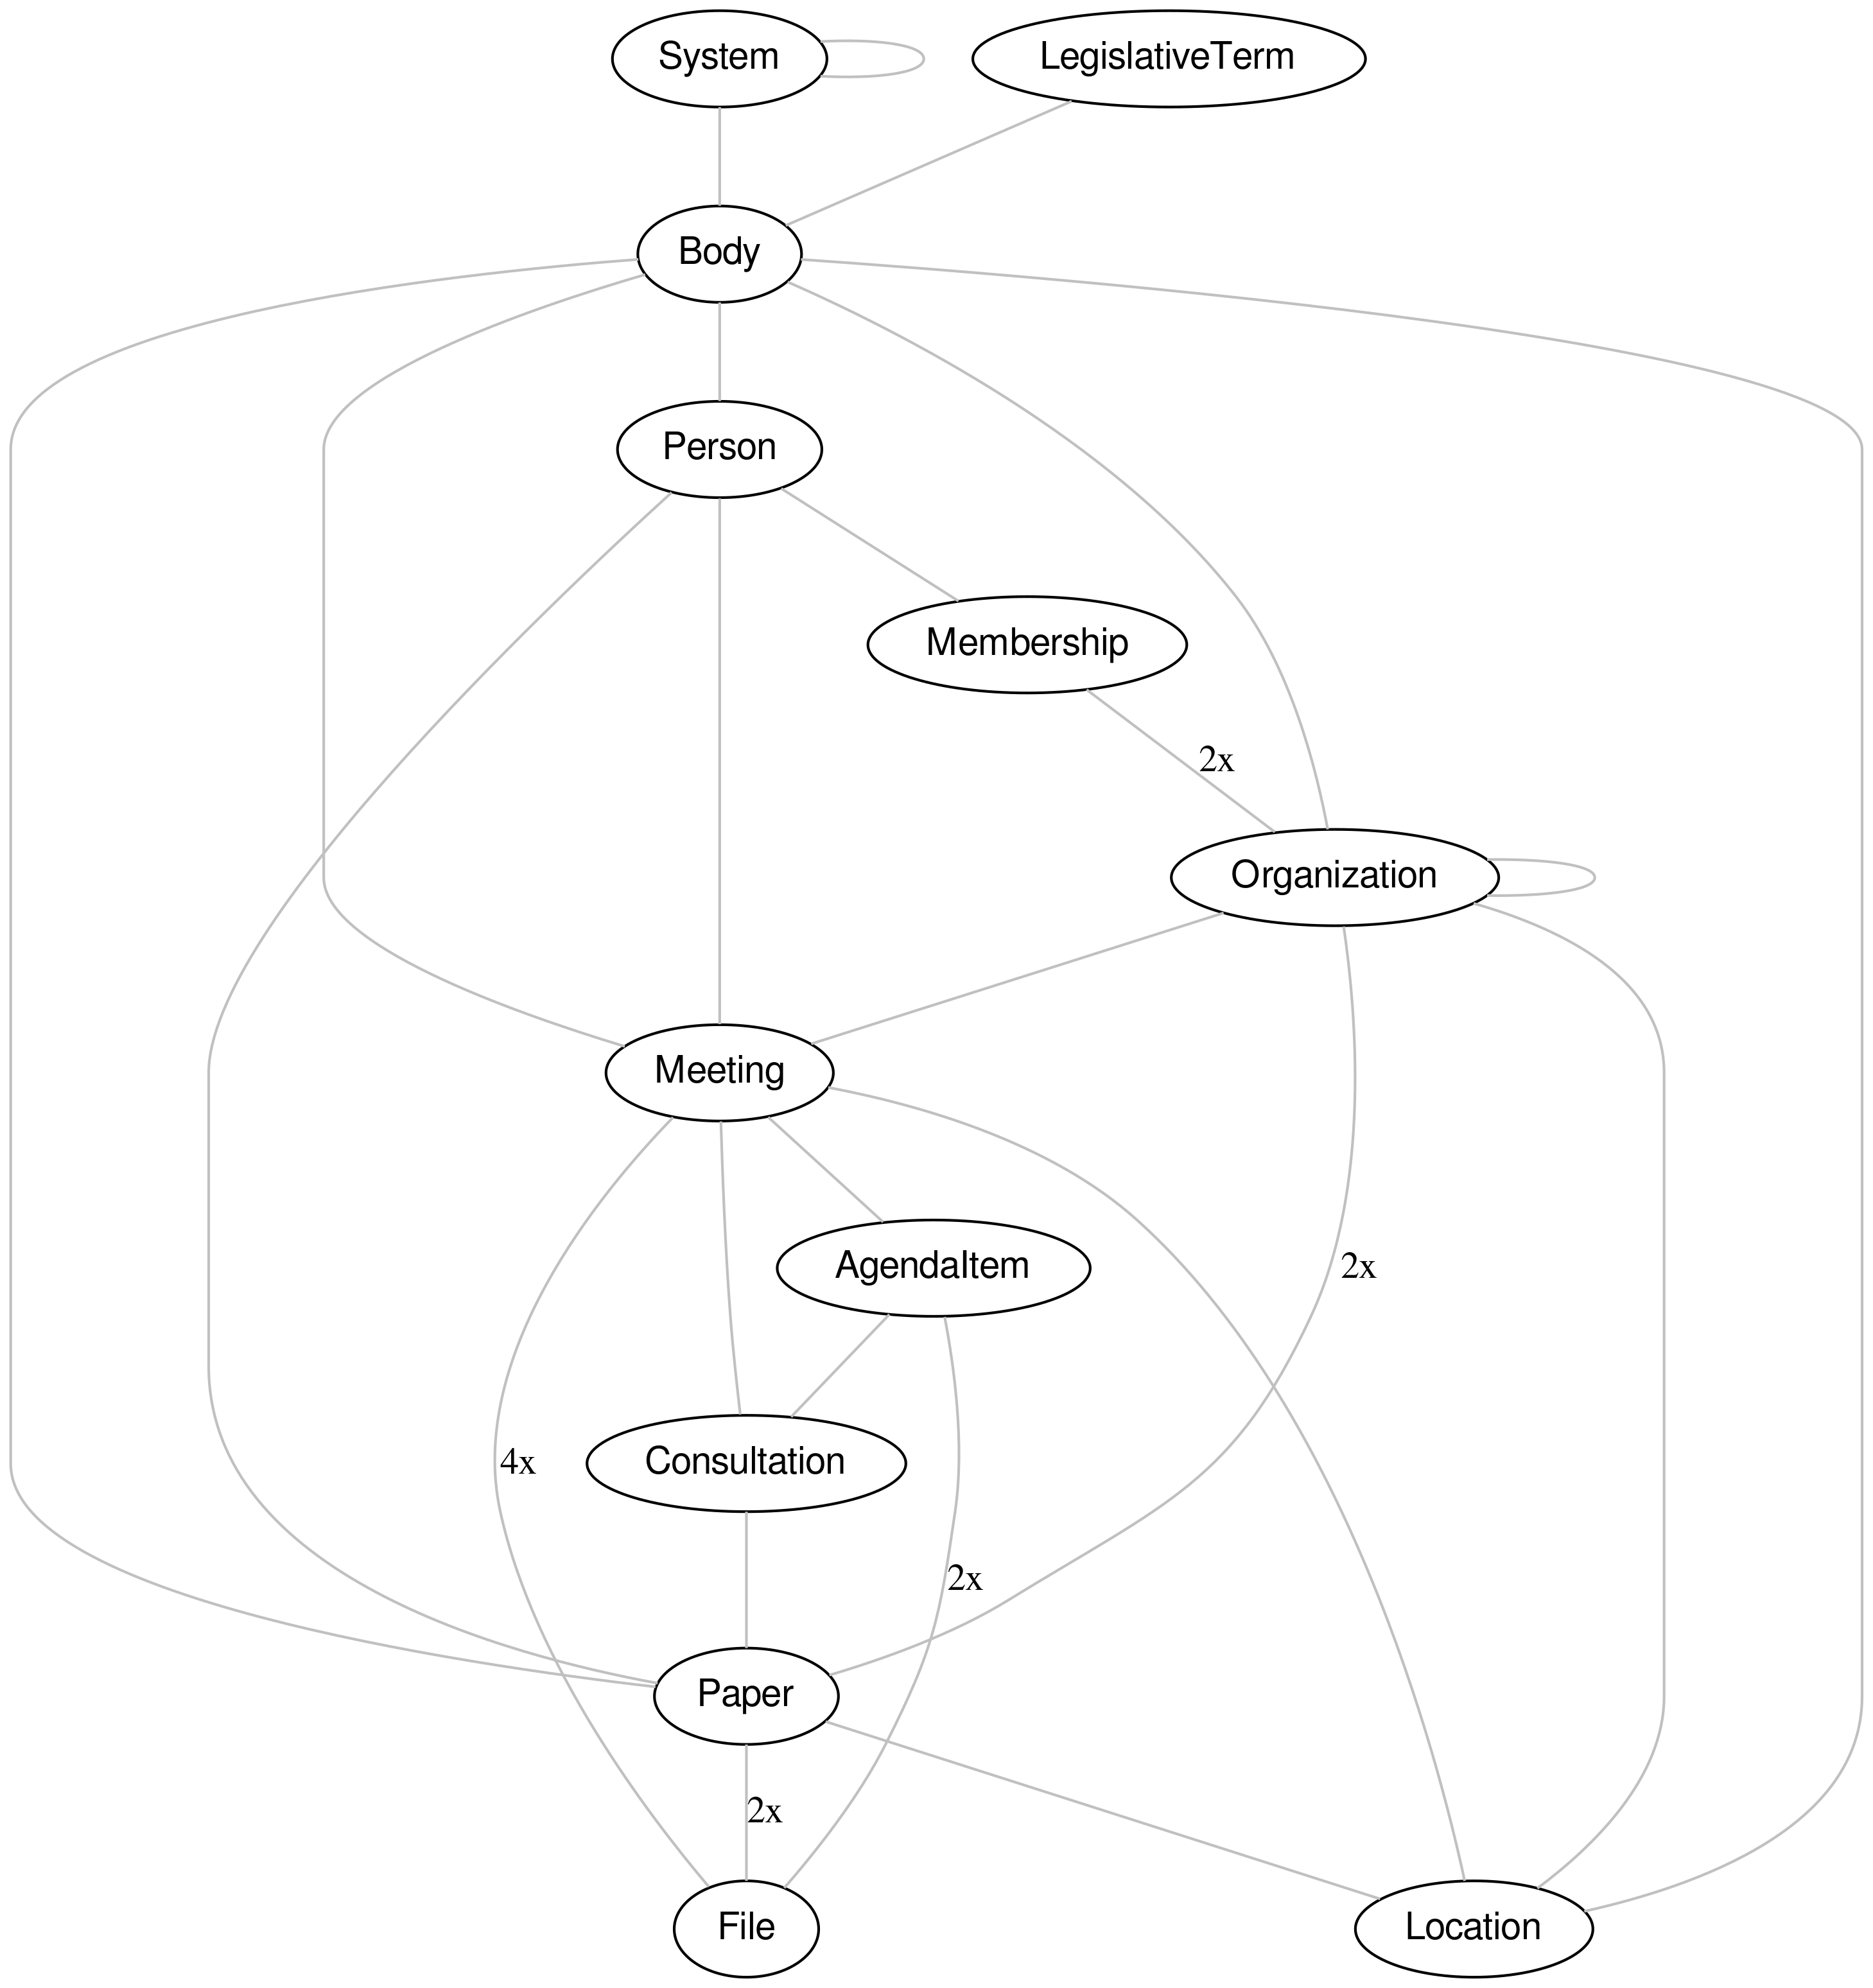 System
LegislativeTerm
Body
Person
Membership
2x
Organization
Meeting
AgendaItem
2x
Consultation
4x
2x
Paper
2x
File
Location